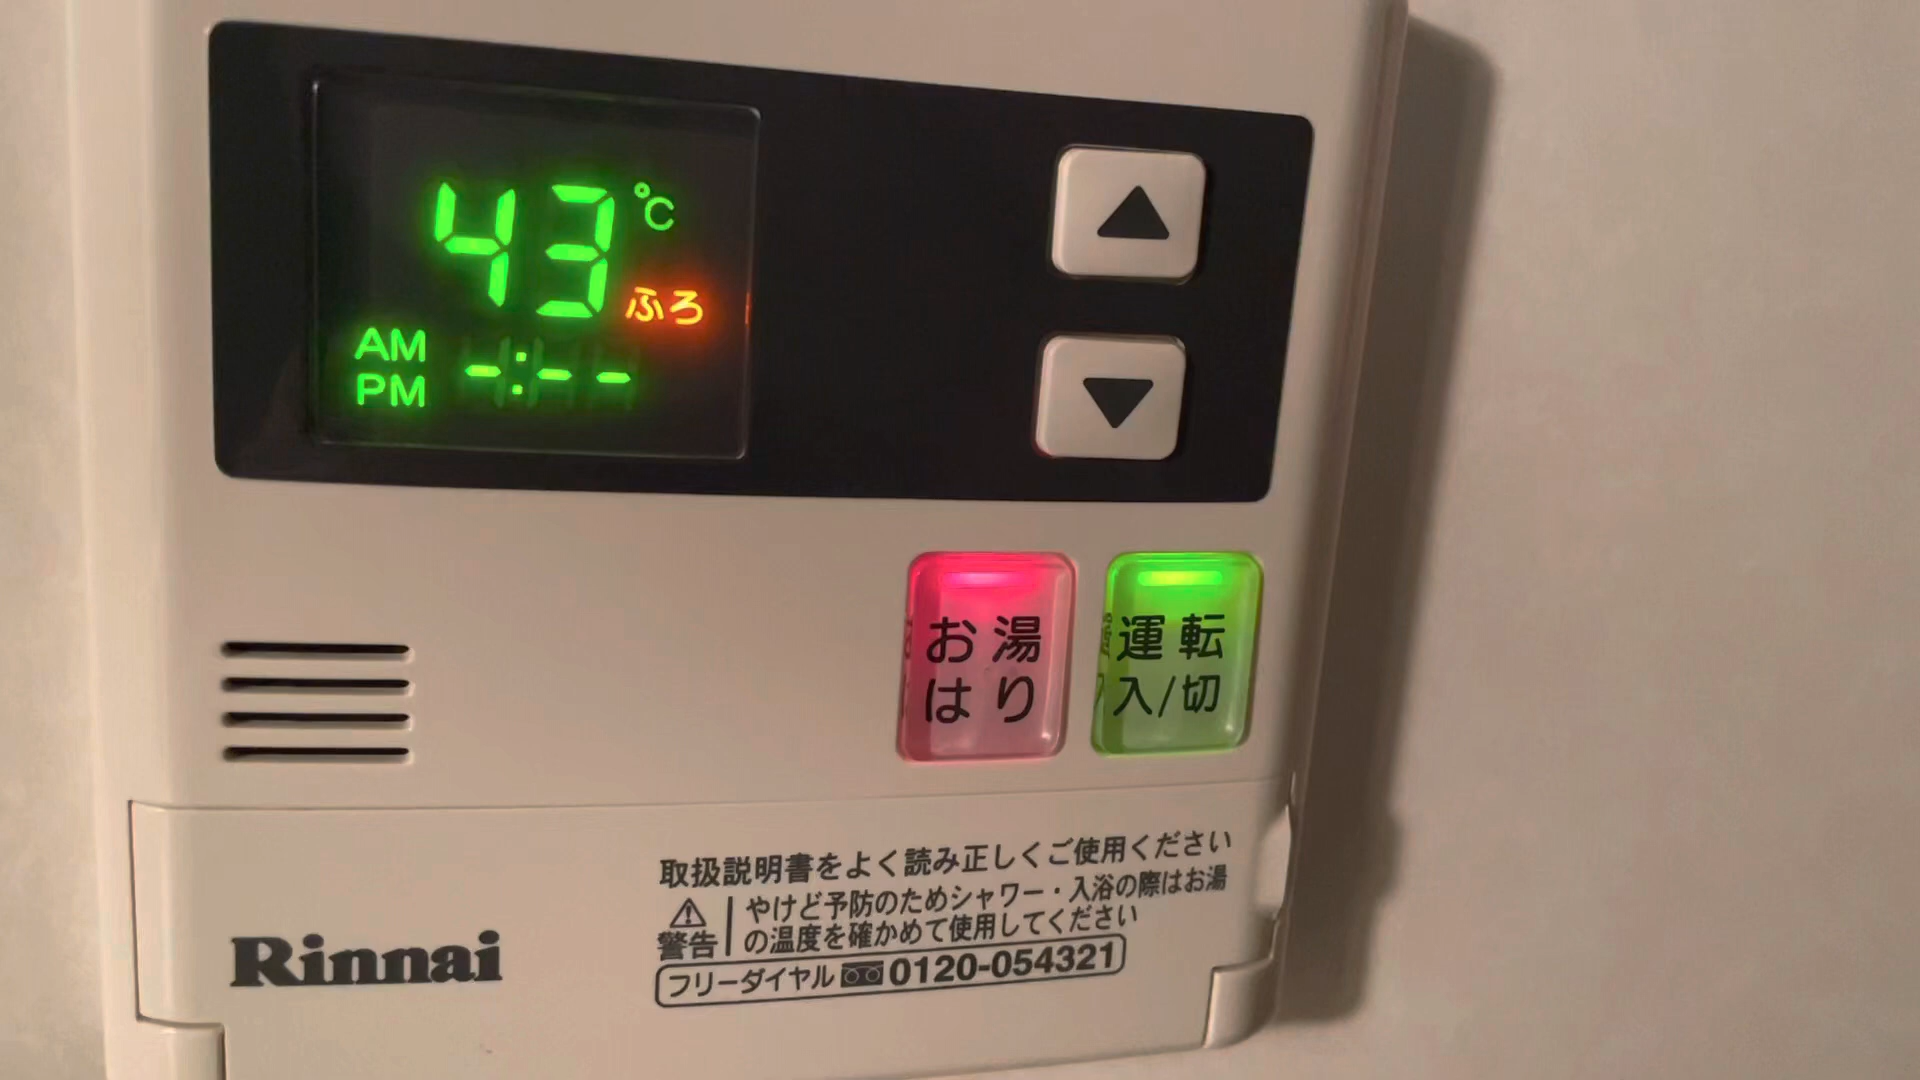 43℃
ふろ
AM
PM
-:--
▲
▼
お湯
はり
運転
入/切
取扱説明書をよく読み正しくご使用ください
⚠警告
やけど予防のためシャワー・入浴の際はお湯
の温度を確かめて使用してください
フリーダイヤル 0120-054321
Rinnai